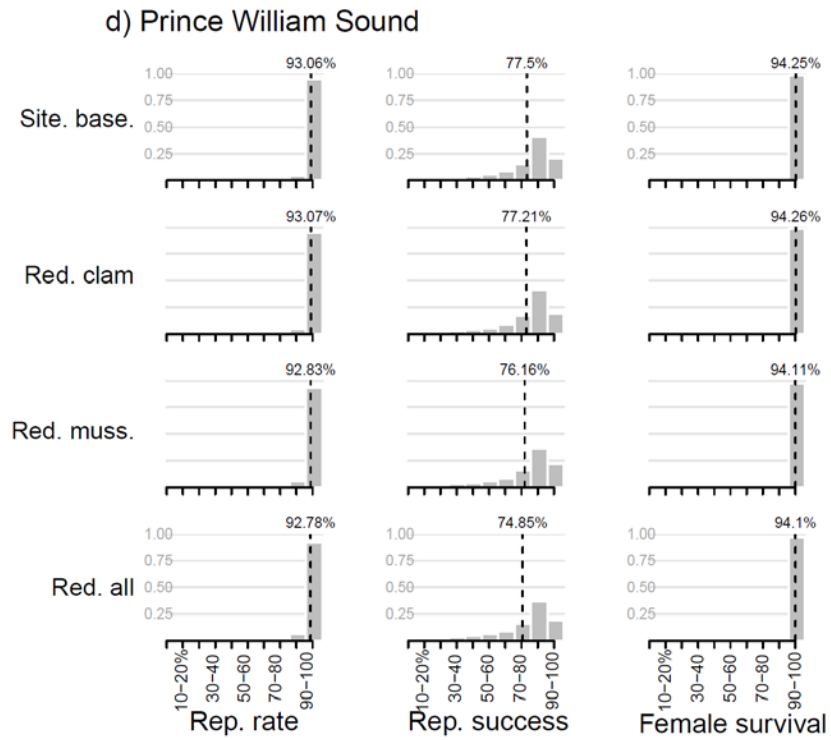 d) Prince William Sound
93.06% 77.5% 94.25%
Site. base.
1.00 1.00 1.00
0.75 0.75 0.75
0.50 0.50 0.50
0.25 0.25 0.25
93.07% 77.21% 94.26%
Red. clam
92.83% 76.16% 94.11%
Red. muss.
92.78% 74.85% 94.1%
Red. all
1.00 1.00 1.00
0.75 0.75 0.75
0.50 0.50 0.50
0.25 0.25 0.25
10−20% 30−40 50−60 70−80 90−100 10−20% 30−40 50−60 70−80 90−100 10−20% 30−40 50−60 70−80 90−100
Rep. rate Rep. success Female survival